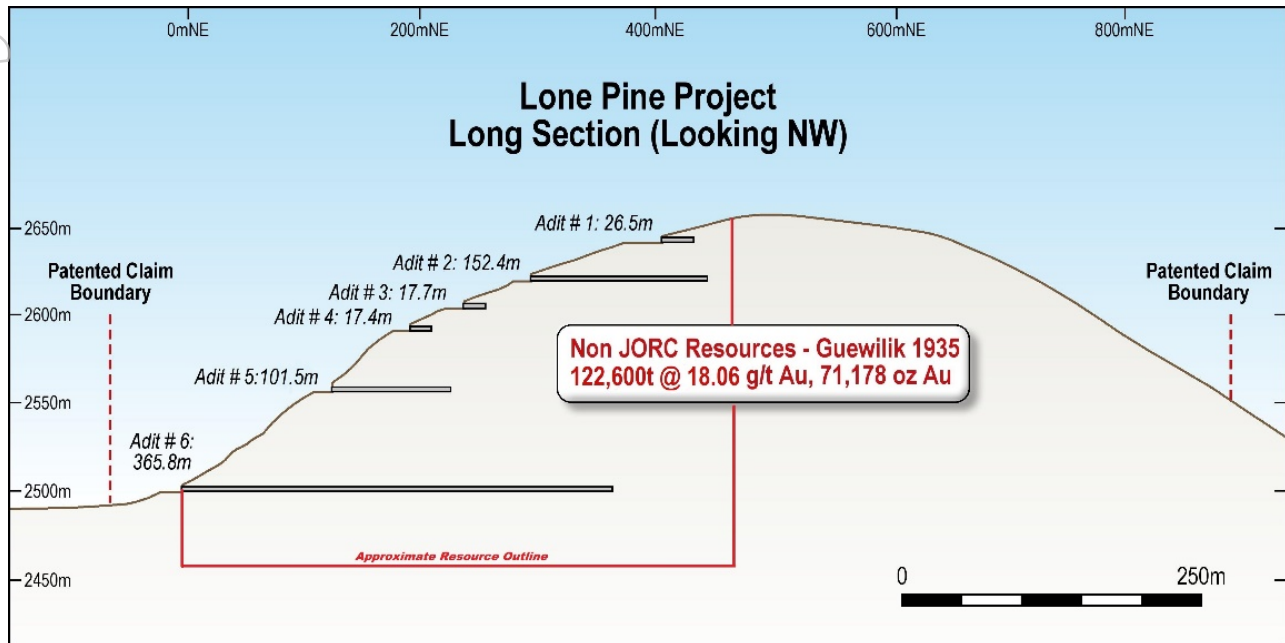 0mNE 200mNE 400mNE 600mNE 800mNE
Lone Pine Project
Long Section (Looking NW)
2650m
Adit # 1: 26.5m
Patented Claim
Boundary
Adit # 2: 152.4m
Patented Claim
Boundary
Adit # 3: 17.7m
2600m
Adit # 4: 17.4m
Non JORC Resources - Guewilik 1935
122,600t @ 18.06 g/t Au, 71,178 oz Au
Adit # 5:101.5m
2550m
Adit # 6:
365.8m
2500m
Approximate Resource Outline
2450m
0 250m